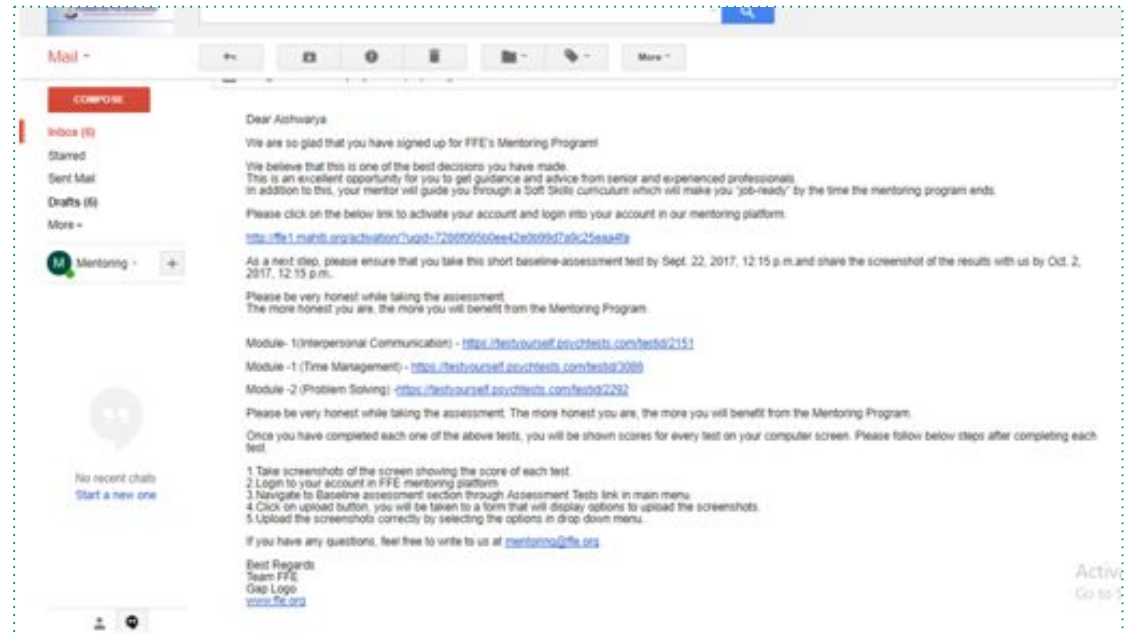 Mail
More
COMPOSE
Inbox (6)
Starred
Sent Mail
Drafts (6)
More
M Mentoring
No recent chats
Start a new one
Dear Aishwarya
We are so glad that you have signed up for FFE's Mentoring Program!
We believe that this is one of the best decisions you have made.
This is an excellent opportunity for you to get guidance and advice from senior and experienced professionals.
In addition to this, your mentor will guide you through a Soft Skills curriculum which will make you "job-ready" by the time the mentoring program ends.
Please click on the below link to activate your account and login into your account in our mentoring platform.
As a next step, please ensure that you take this short baseline-assessment test by Sept. 22, 2017, 12:15 p.m.and share the screenshot of the results with us by Oct. 2,
2017, 12:15 p.m.
Please be very honest while taking the assessment.
The more honest you are, the more you will benefit from the Mentoring Program.
Module- 1(Interpersonal Communication) - https://testyourself.psychtests.com/testid/2151
Module -1 (Time Management) - https://testyourself.psychtests.com/testid/3086
Module -2 (Problem Solving) -https://testyourself.psychtests.com/testid/2292
Please be very honest while taking the assessment. The more honest you are, the more you will benefit from the Mentoring Program.
Once you have completed each one of the above tests, you will be shown scores for every test on your computer screen. Please follow below steps after completing each
test.
1.Take screenshots of the screen showing the score of each test.
2.Login to your account in FFE mentoring platform
3.Navigate to Baseline assessment section through Assessment Tests link in main menu.
4.Click on upload button, you will be taken to a form that will display options to upload the screenshots.
5.Upload the screenshots correctly by selecting the options in drop down menu.
If you have any questions, feel free to write to us at mentoring@ffe.org
Best Regards
Team FFE
Gap Logo
www.ffe.org
Activ
Go to S